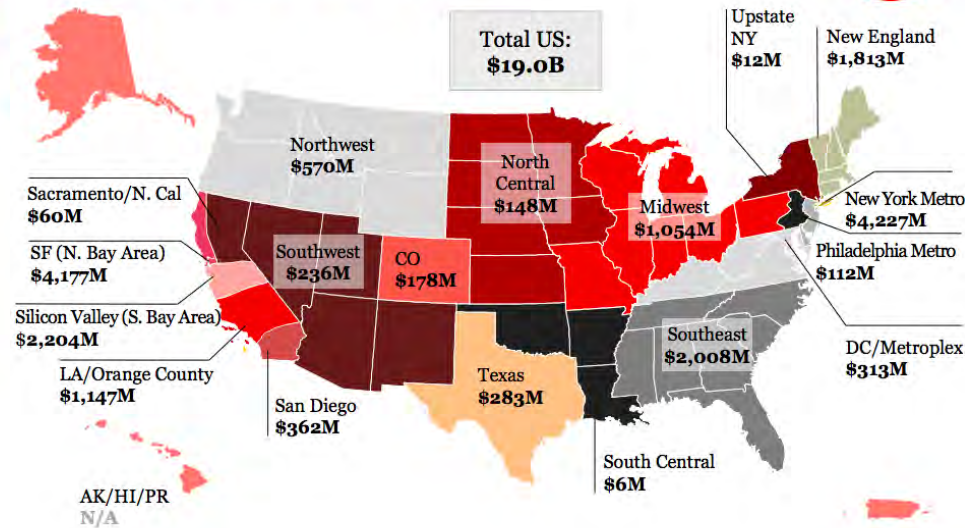 Total US:
$19.0B
Upstate
NY
$12M
New England
$1,813M
Northwest
$570M
North
Central
$148M
Midwest
$1,054M
New York Metro
$4,227M
Sacramento/N. Cal
$60M
Southwest
$236M
CO
$178M
Philadelphia Metro
$112M
SF (N. Bay Area)
$4,177M
Silicon Valley (S. Bay Area)
$2,204M
Southeast
$2,008M
DC/Metroplex
$313M
LA/Orange County
$1,147M
Texas
$283M
San Diego
$362M
South Central
$6M
AK/HI/PR
N/A